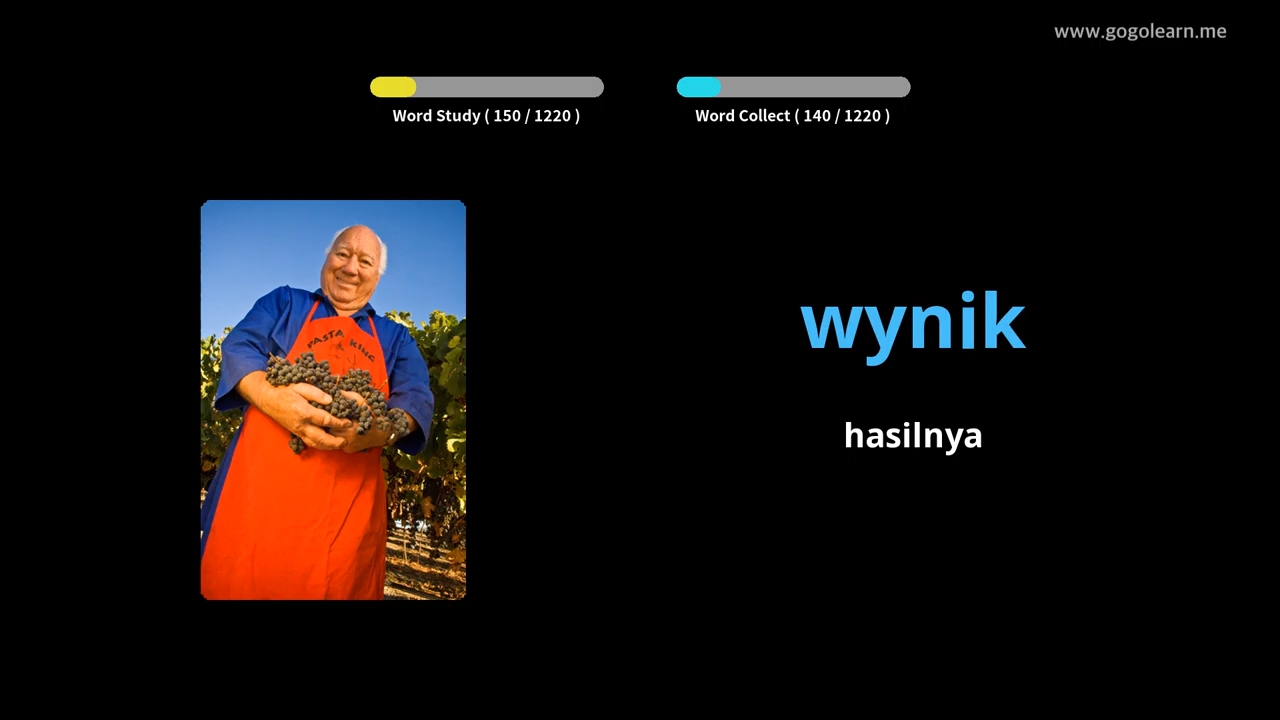 www.gogolearn.me
Word Study ( 150 / 1220 )
Word Collect ( 140 / 1220 )
PASTA KING
wynik
hasilnya